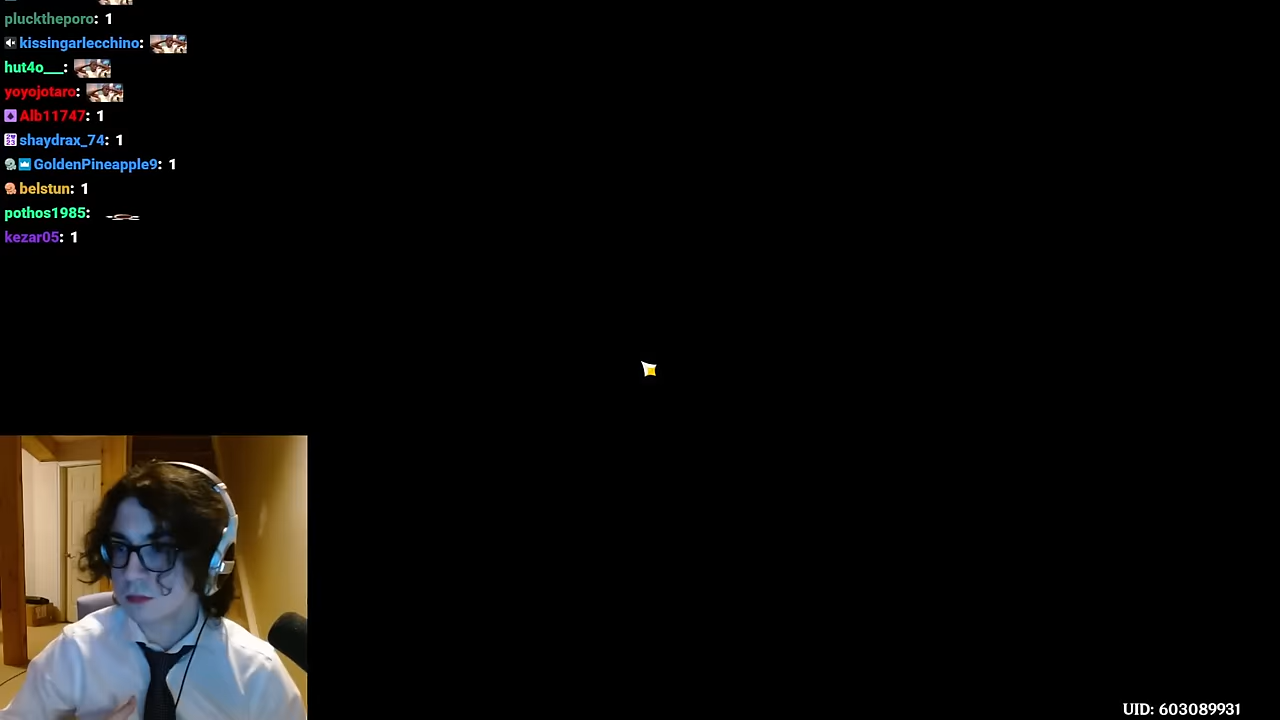 plucktheporo: 1
kissingarlecchino:
hut4o___:
yoyojotaro:
Alb11747: 1
shaydrax_74: 1
GoldenPineapple9: 1
belstun: 1
pothos1985:
kezar05: 1
UID: 603089931